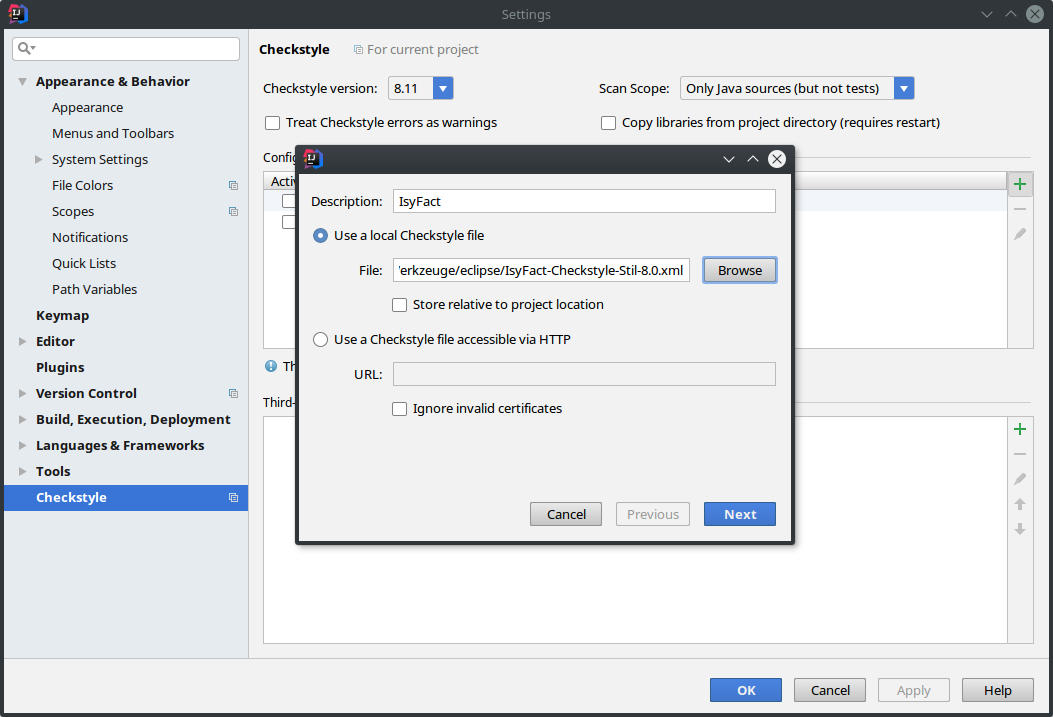 Settings
Appearance & Behavior
Appearance
Menus and Toolbars
System Settings
File Colors
Scopes
Notifications
Quick Lists
Path Variables
Keymap
Editor
Plugins
Version Control
Build, Execution, Deployment
Languages & Frameworks
Tools
Checkstyle
Checkstyle For current project
Checkstyle version: 8.11 Scan Scope: Only Java sources (but not tests)
Treat Checkstyle errors as warnings Copy libraries from project directory (requires restart)
Config
Activ
Th
Third-
Description: IsyFact
Use a local Checkstyle file
File: 'erkzeuge/eclipse/IsyFact-Checkstyle-Stil-8.0.xml Browse
Store relative to project location
Use a Checkstyle file accessible via HTTP
URL:
Ignore invalid certificates
Cancel Previous Next
OK Cancel Apply Help